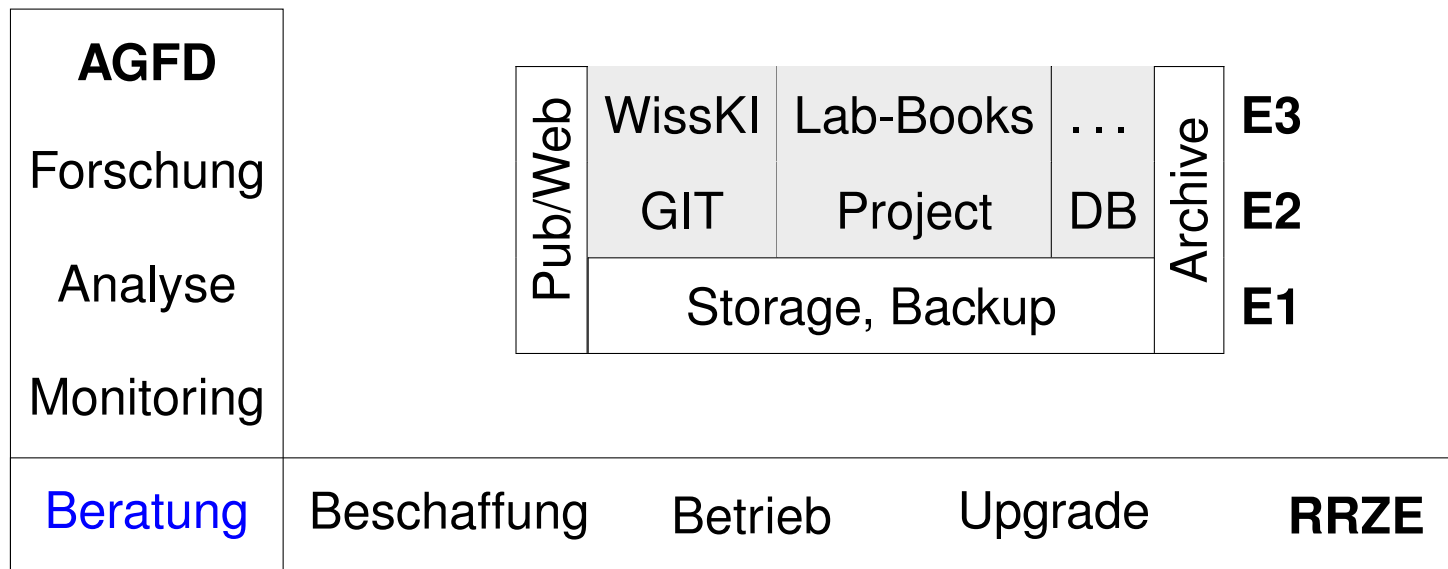 AGFD
Forschung
Analyse
Monitoring
Pub/Web
WissKI Lab-Books ... Archive E3
GIT Project DB E2
Storage, Backup E1
Beratung Beschaffung Betrieb Upgrade RRZE